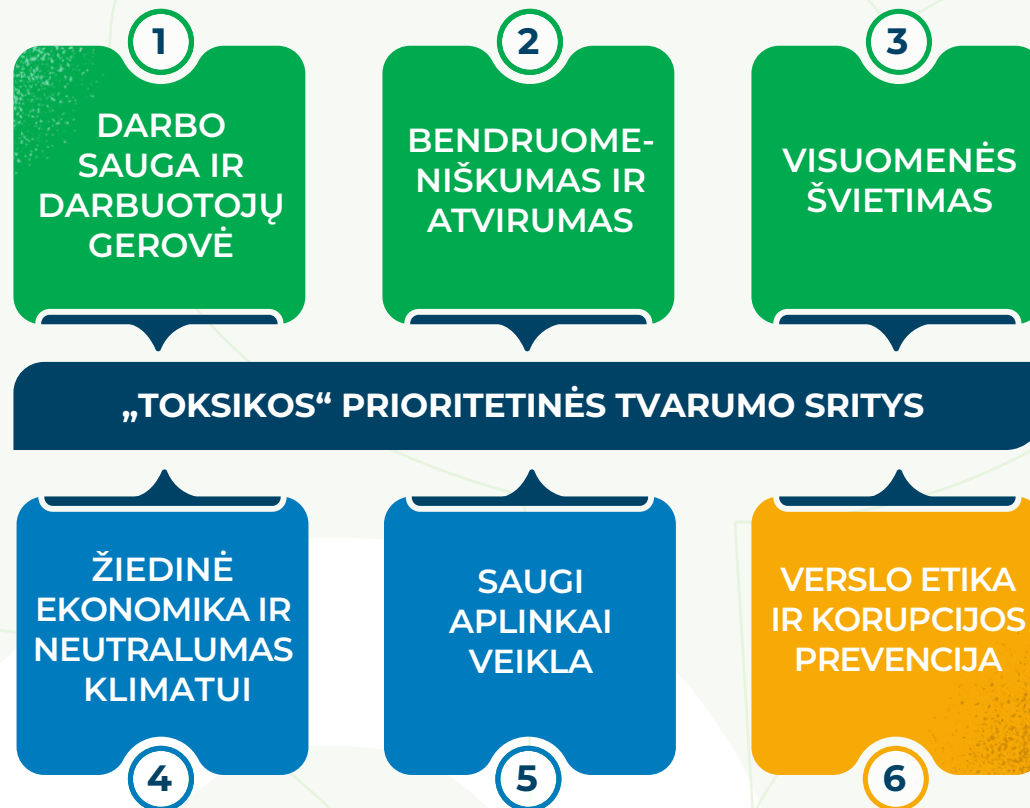 1
DARBO
SAUGA IR
DARBUOTOJŲ
GEROVĖ
2
BENDRUOME-
NIŠKUMAS IR
ATVIRUMAS
3
VISUOMENĖS
ŠVIETIMAS
„TOKSIKOS“ PRIORITETINĖS TVARUMO SRITYS
ŽIEDINĖ
EKONOMIKA IR
NEUTRALUMAS
KLIMATUI
4
SAUGI
APLINKAI
VEIKLA
5
VERSLO ETIKA
IR KORUPCIJOS
PREVENCIJA
6